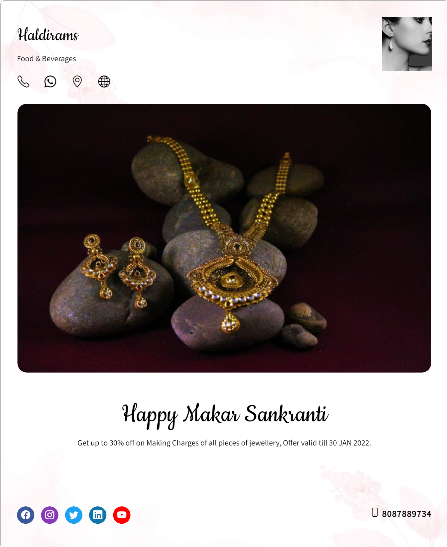 Haldirams
Food & Beverages
Happy Makar Sankranti
Get up to 30% off on Making Charges of all pieces of jewellery, Offer valid till 30 JAN 2022.
8087889734